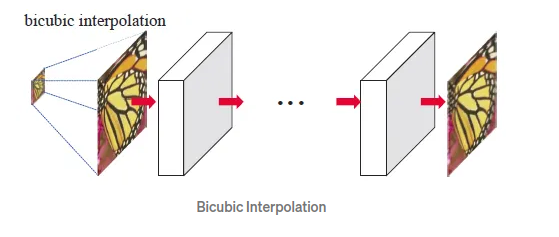 bicubic interpolation
...
Bicubic Interpolation